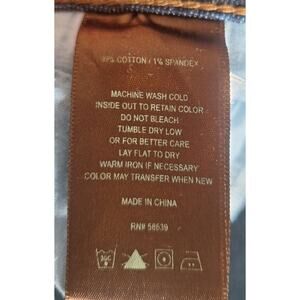 99% COTTON / 1% SPANDEX
MACHINE WASH COLD
INSIDE OUT TO RETAIN COLOR
DO NOT BLEACH
TUMBLE DRY LOW
OR FOR BETTER CARE
LAY FLAT TO DRY
WARM IRON IF NECESSARY
COLOR MAY TRANSFER WHEN NEW
MADE IN CHINA
RN# 56539